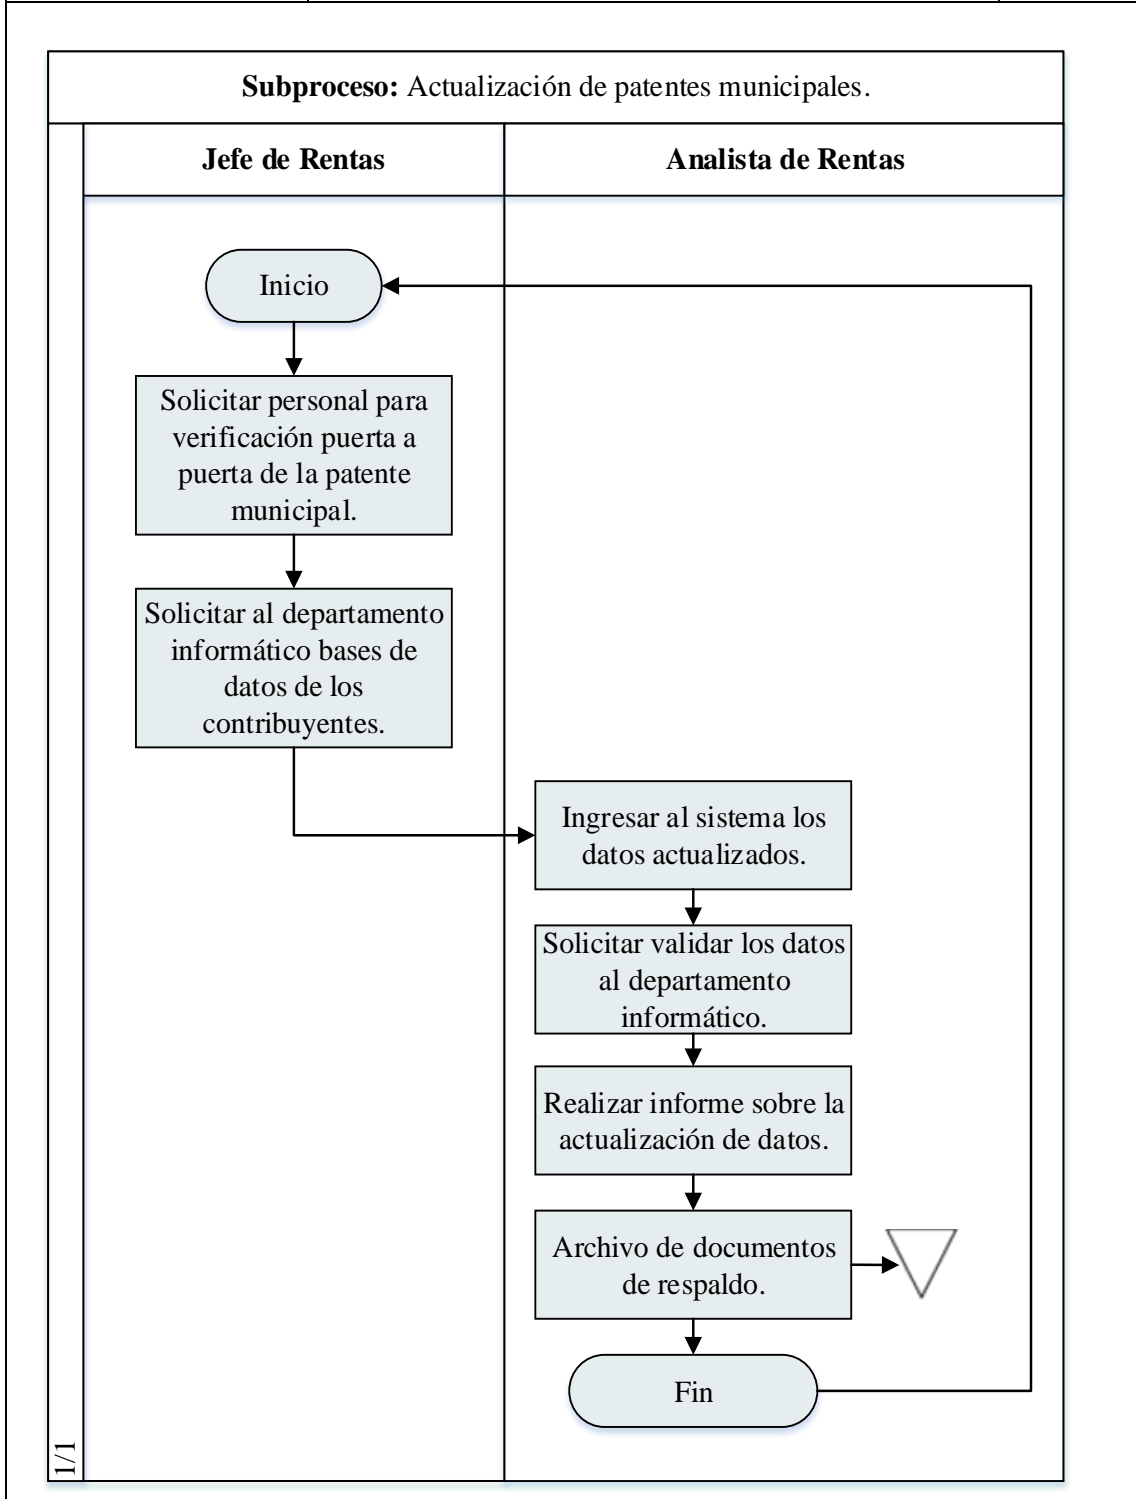 Subproceso: Actualización de patentes municipales.
Jefe de Rentas
Analista de Rentas
Inicio
Solicitar personal para
verificación puerta a
puerta de la patente
municipal.
Solicitar al departamento
informático bases de
datos de los
contribuyentes.
Ingresar al sistema los
datos actualizados.
Solicitar validar los datos
al departamento
informático.
Realizar informe sobre la
actualización de datos.
Archivo de documentos
de respaldo.
Fin
1/1